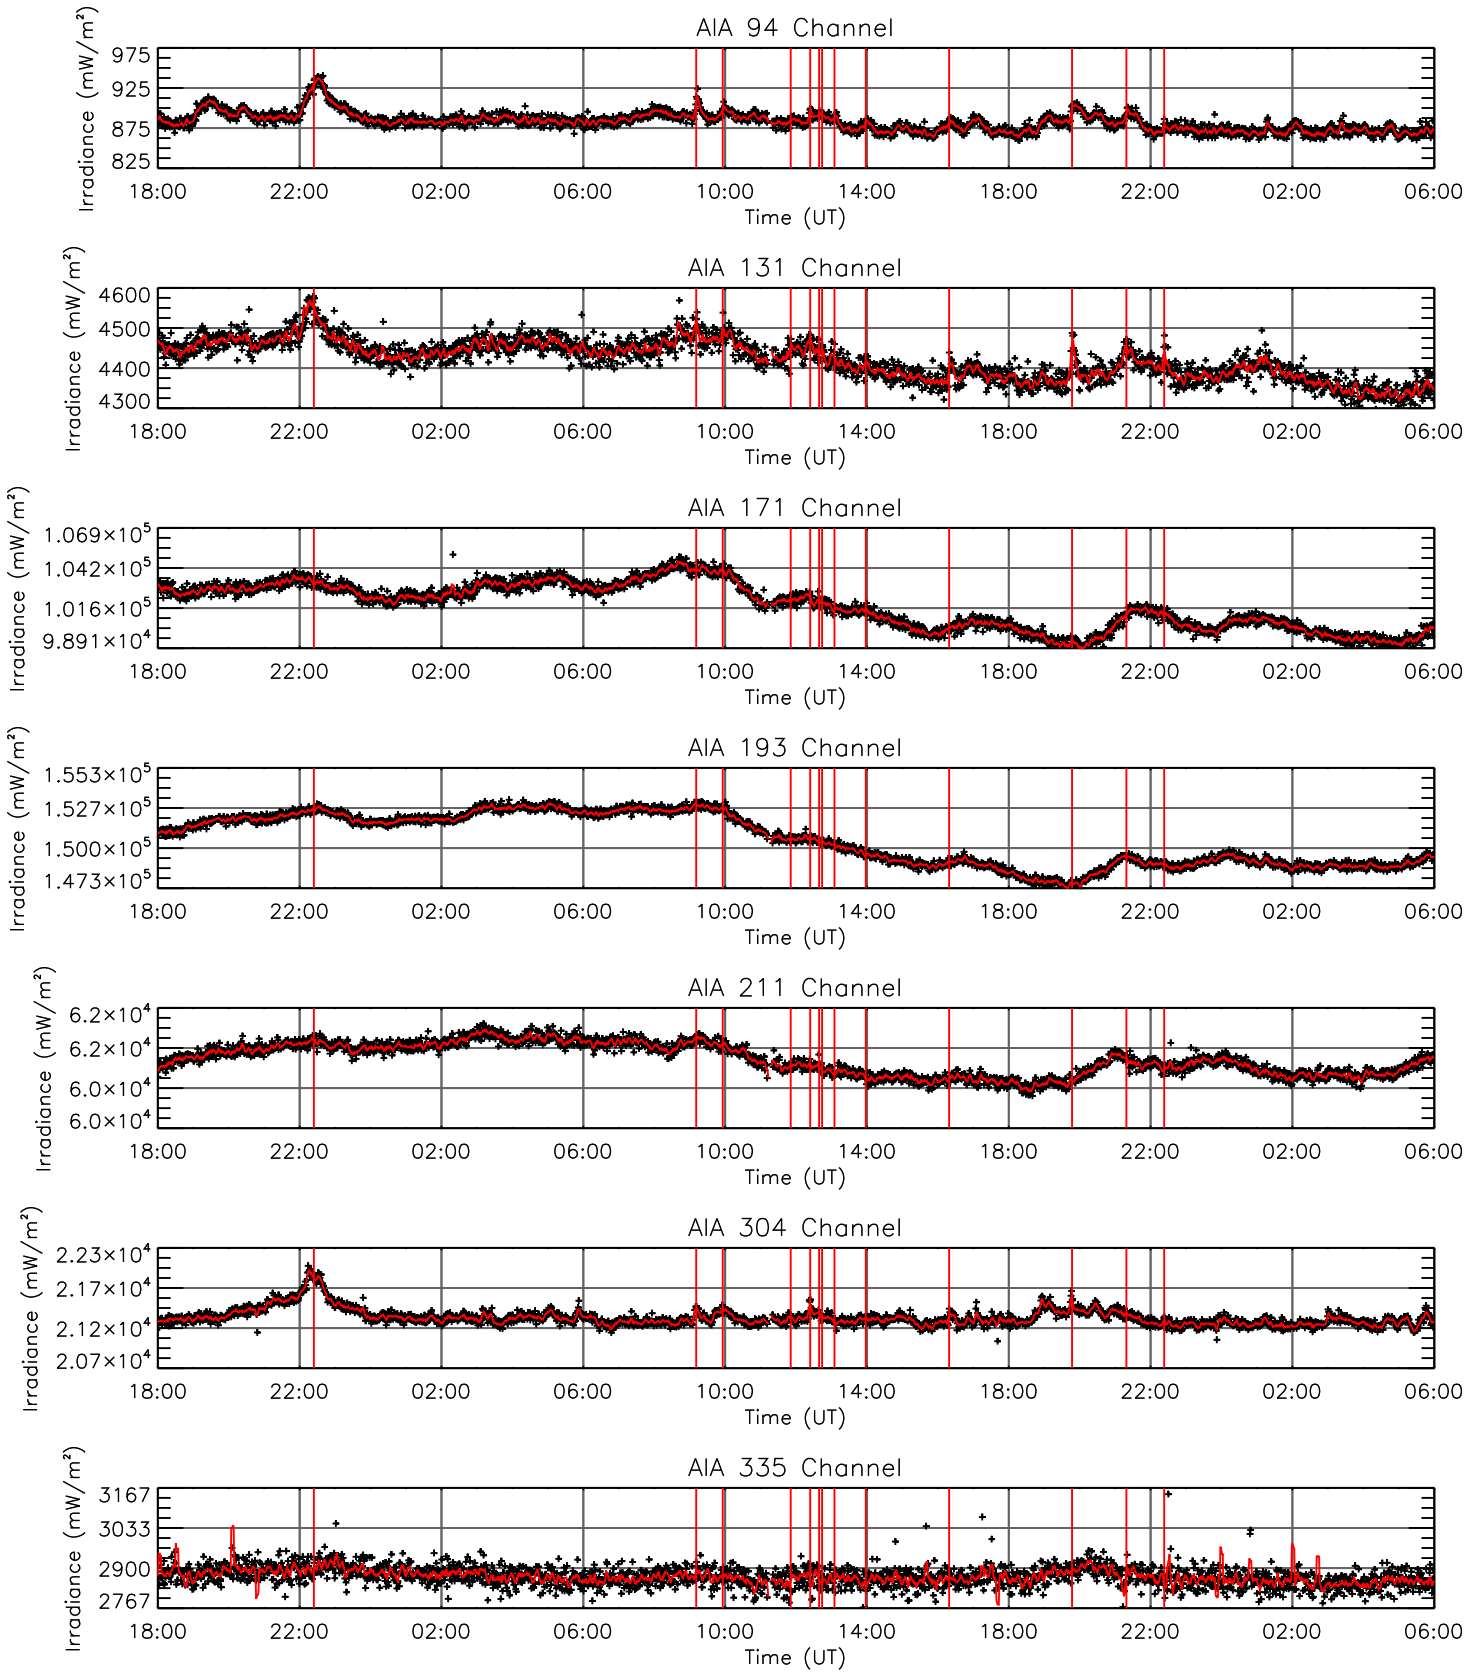 AIA 94 Channel
Irradiance (mW/m²)
975
925
875
825
18:00 22:00 02:00 06:00 10:00 14:00 18:00 22:00 02:00 06:00
Time (UT)
AIA 131 Channel
Irradiance (mW/m²)
4600
4500
4400
4300
18:00 22:00 02:00 06:00 10:00 14:00 18:00 22:00 02:00 06:00
Time (UT)
AIA 171 Channel
Irradiance (mW/m²)
1.069×10⁵
1.042×10⁵
1.016×10⁵
9.891×10⁴
18:00 22:00 02:00 06:00 10:00 14:00 18:00 22:00 02:00 06:00
Time (UT)
AIA 193 Channel
Irradiance (mW/m²)
1.553×10⁵
1.527×10⁵
1.500×10⁵
1.473×10⁵
18:00 22:00 02:00 06:00 10:00 14:00 18:00 22:00 02:00 06:00
Time (UT)
AIA 211 Channel
Irradiance (mW/m²)
6.2×10⁴
6.2×10⁴
6.0×10⁴
6.0×10⁴
18:00 22:00 02:00 06:00 10:00 14:00 18:00 22:00 02:00 06:00
Time (UT)
AIA 304 Channel
Irradiance (mW/m²)
2.23×10⁴
2.17×10⁴
2.12×10⁴
2.07×10⁴
18:00 22:00 02:00 06:00 10:00 14:00 18:00 22:00 02:00 06:00
Time (UT)
AIA 335 Channel
Irradiance (mW/m²)
3167
3033
2900
2767
18:00 22:00 02:00 06:00 10:00 14:00 18:00 22:00 02:00 06:00
Time (UT)